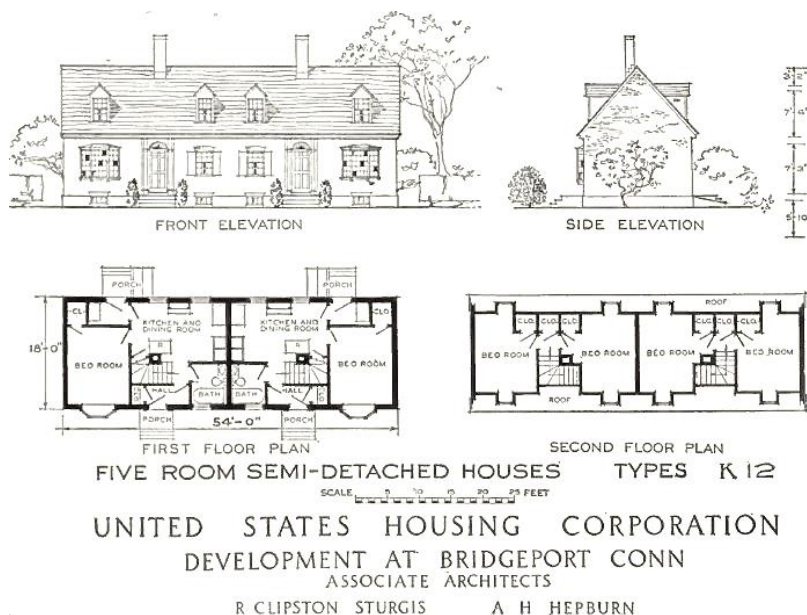 FRONT ELEVATION
SIDE ELEVATION
PORCH
PORCH
CLO.
KITCHEN AND DINING ROOM
KITCHEN AND DINING ROOM
CLO.
18'-0"
BED ROOM
R
R
BED ROOM
HALL
BATH
BATH
HALL
PORCH
54'-0"
PORCH
FIRST FLOOR PLAN
ROOF
CLO.
CLO.
CLO.
CLO.
CLO.
CLO.
BED ROOM
BED ROOM
BED ROOM
BED ROOM
ROOF
SECOND FLOOR PLAN
FIVE ROOM SEMI-DETACHED HOUSES TYPES K 12
SCALE 5 10 15 20 25 FEET
UNITED STATES HOUSING CORPORATION
DEVELOPMENT AT BRIDGEPORT CONN
ASSOCIATE ARCHITECTS
R CLIPSTON STURGIS A H HEPBURN